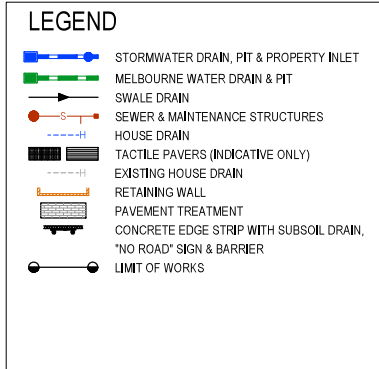 LEGEND
STORMWATER DRAIN, PIT & PROPERTY INLET
MELBOURNE WATER DRAIN & PIT
SWALE DRAIN
S SEWER & MAINTENANCE STRUCTURES
H HOUSE DRAIN
TACTILE PAVERS (INDICATIVE ONLY)
H EXISTING HOUSE DRAIN
RETAINING WALL
PAVEMENT TREATMENT
CONCRETE EDGE STRIP WITH SUBSOIL DRAIN,
"NO ROAD" SIGN & BARRIER
LIMIT OF WORKS